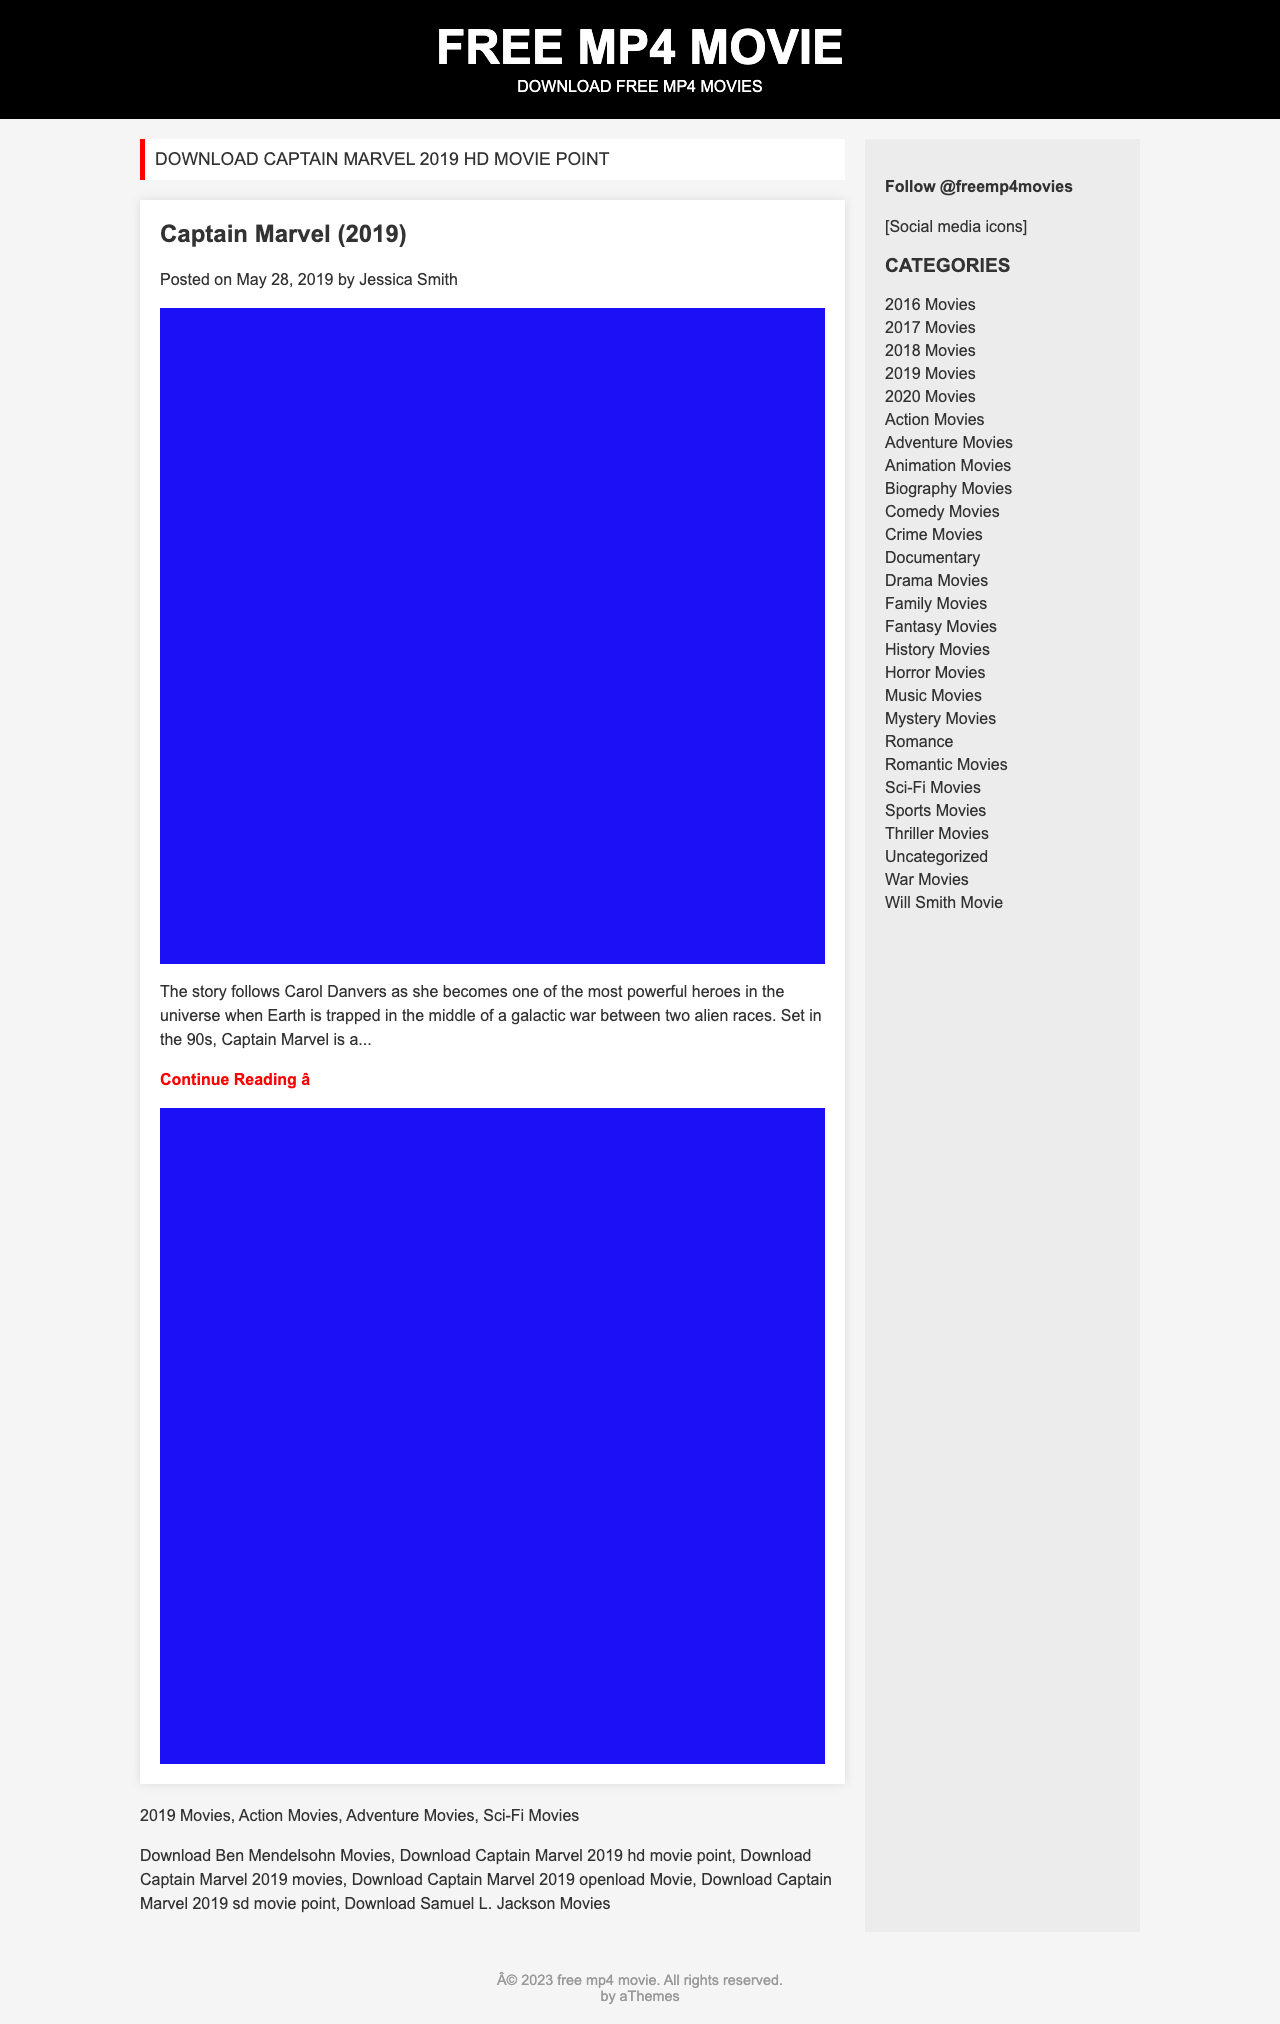 FREE MP4 MOVIE
DOWNLOAD FREE MP4 MOVIES
DOWNLOAD CAPTAIN MARVEL 2019 HD MOVIE POINT
Captain Marvel (2019)
Posted on May 28, 2019 by Jessica Smith
The story follows Carol Danvers as she becomes one of the most powerful heroes in the
universe when Earth is trapped in the middle of a galactic war between two alien races. Set in
the 90s, Captain Marvel is a...
Continue Reading â
2019 Movies, Action Movies, Adventure Movies, Sci-Fi Movies
Download Ben Mendelsohn Movies, Download Captain Marvel 2019 hd movie point, Download
Captain Marvel 2019 movies, Download Captain Marvel 2019 openload Movie, Download Captain
Marvel 2019 sd movie point, Download Samuel L. Jackson Movies
Follow @freemp4movies
[Social media icons]
CATEGORIES
2016 Movies
2017 Movies
2018 Movies
2019 Movies
2020 Movies
Action Movies
Adventure Movies
Animation Movies
Biography Movies
Comedy Movies
Crime Movies
Documentary
Drama Movies
Family Movies
Fantasy Movies
History Movies
Horror Movies
Music Movies
Mystery Movies
Romance
Romantic Movies
Sci-Fi Movies
Sports Movies
Thriller Movies
Uncategorized
War Movies
Will Smith Movie
Â© 2023 free mp4 movie. All rights reserved.
by aThemes